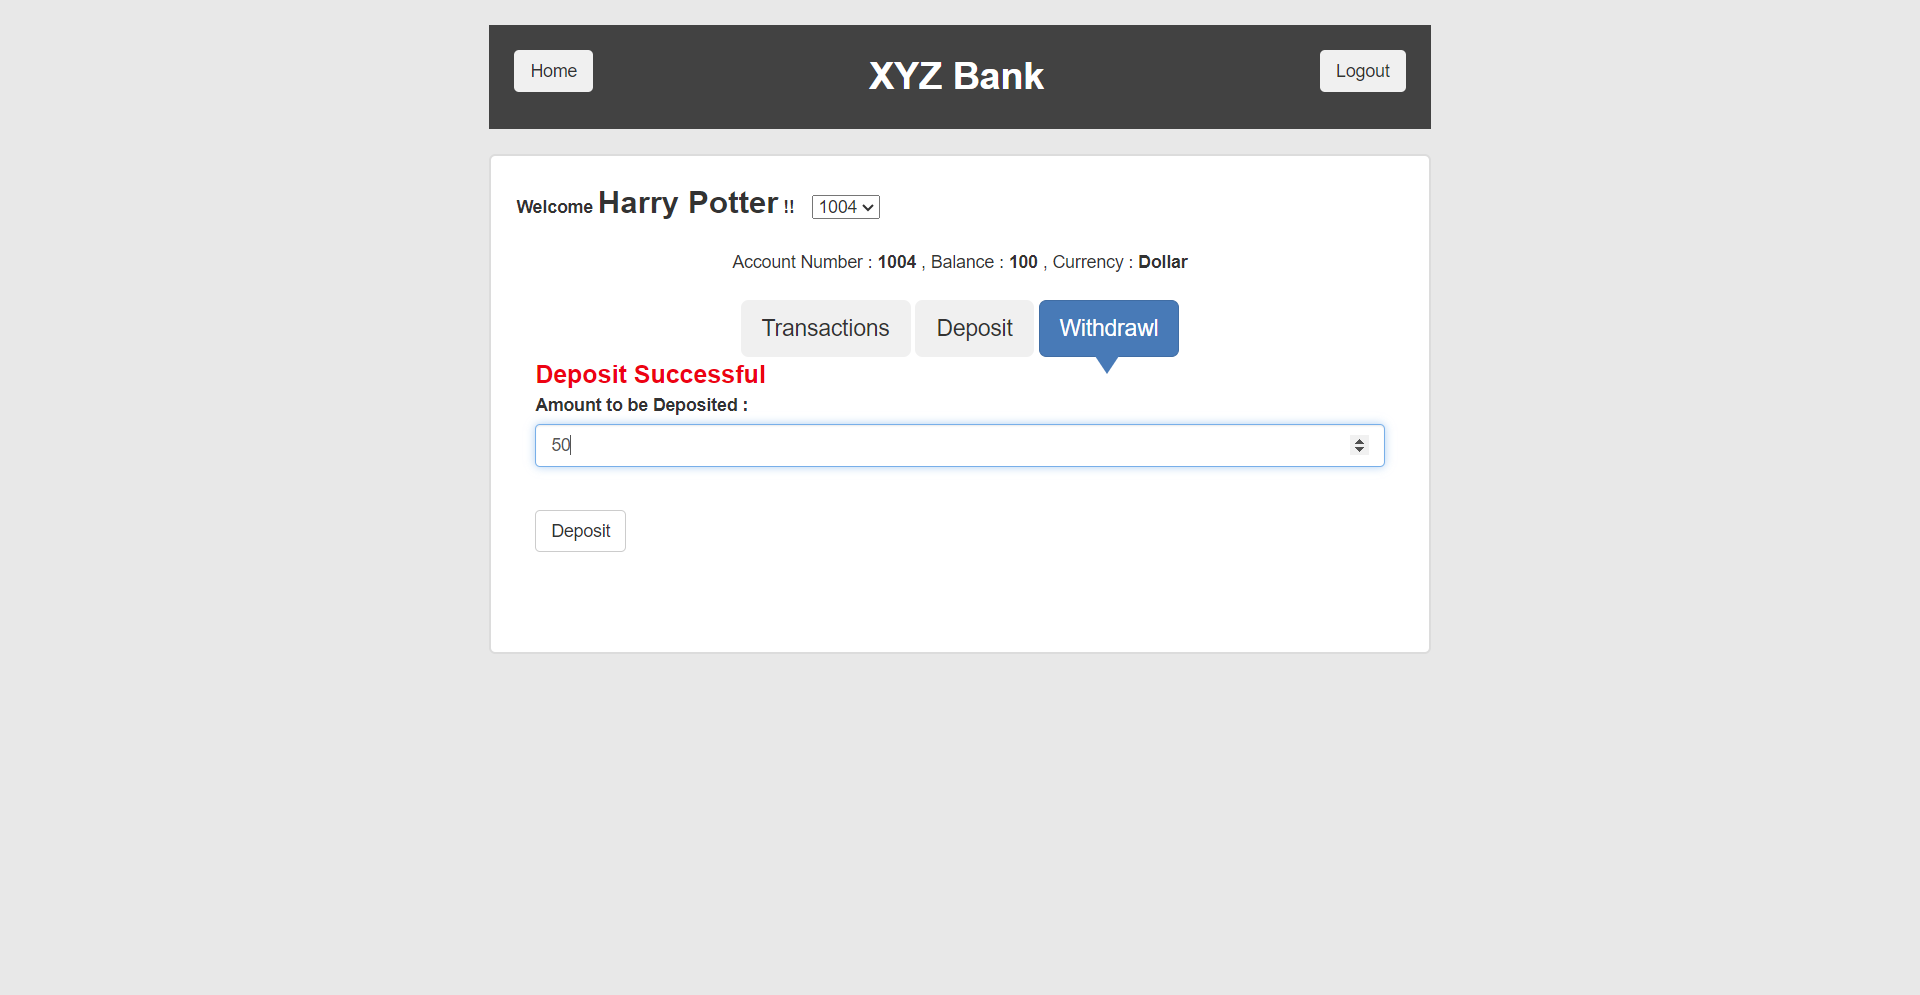 Home
XYZ Bank
Logout
Welcome Harry Potter !! 1004
Account Number : 1004 , Balance : 100 , Currency : Dollar
Transactions
Deposit
Withdrawl
Deposit Successful
Amount to be Deposited :
50
Deposit